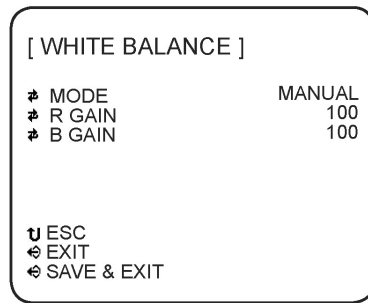 [ WHITE BALANCE ]
MODE MANUAL
R GAIN 100
B GAIN 100
ESC
EXIT
SAVE & EXIT